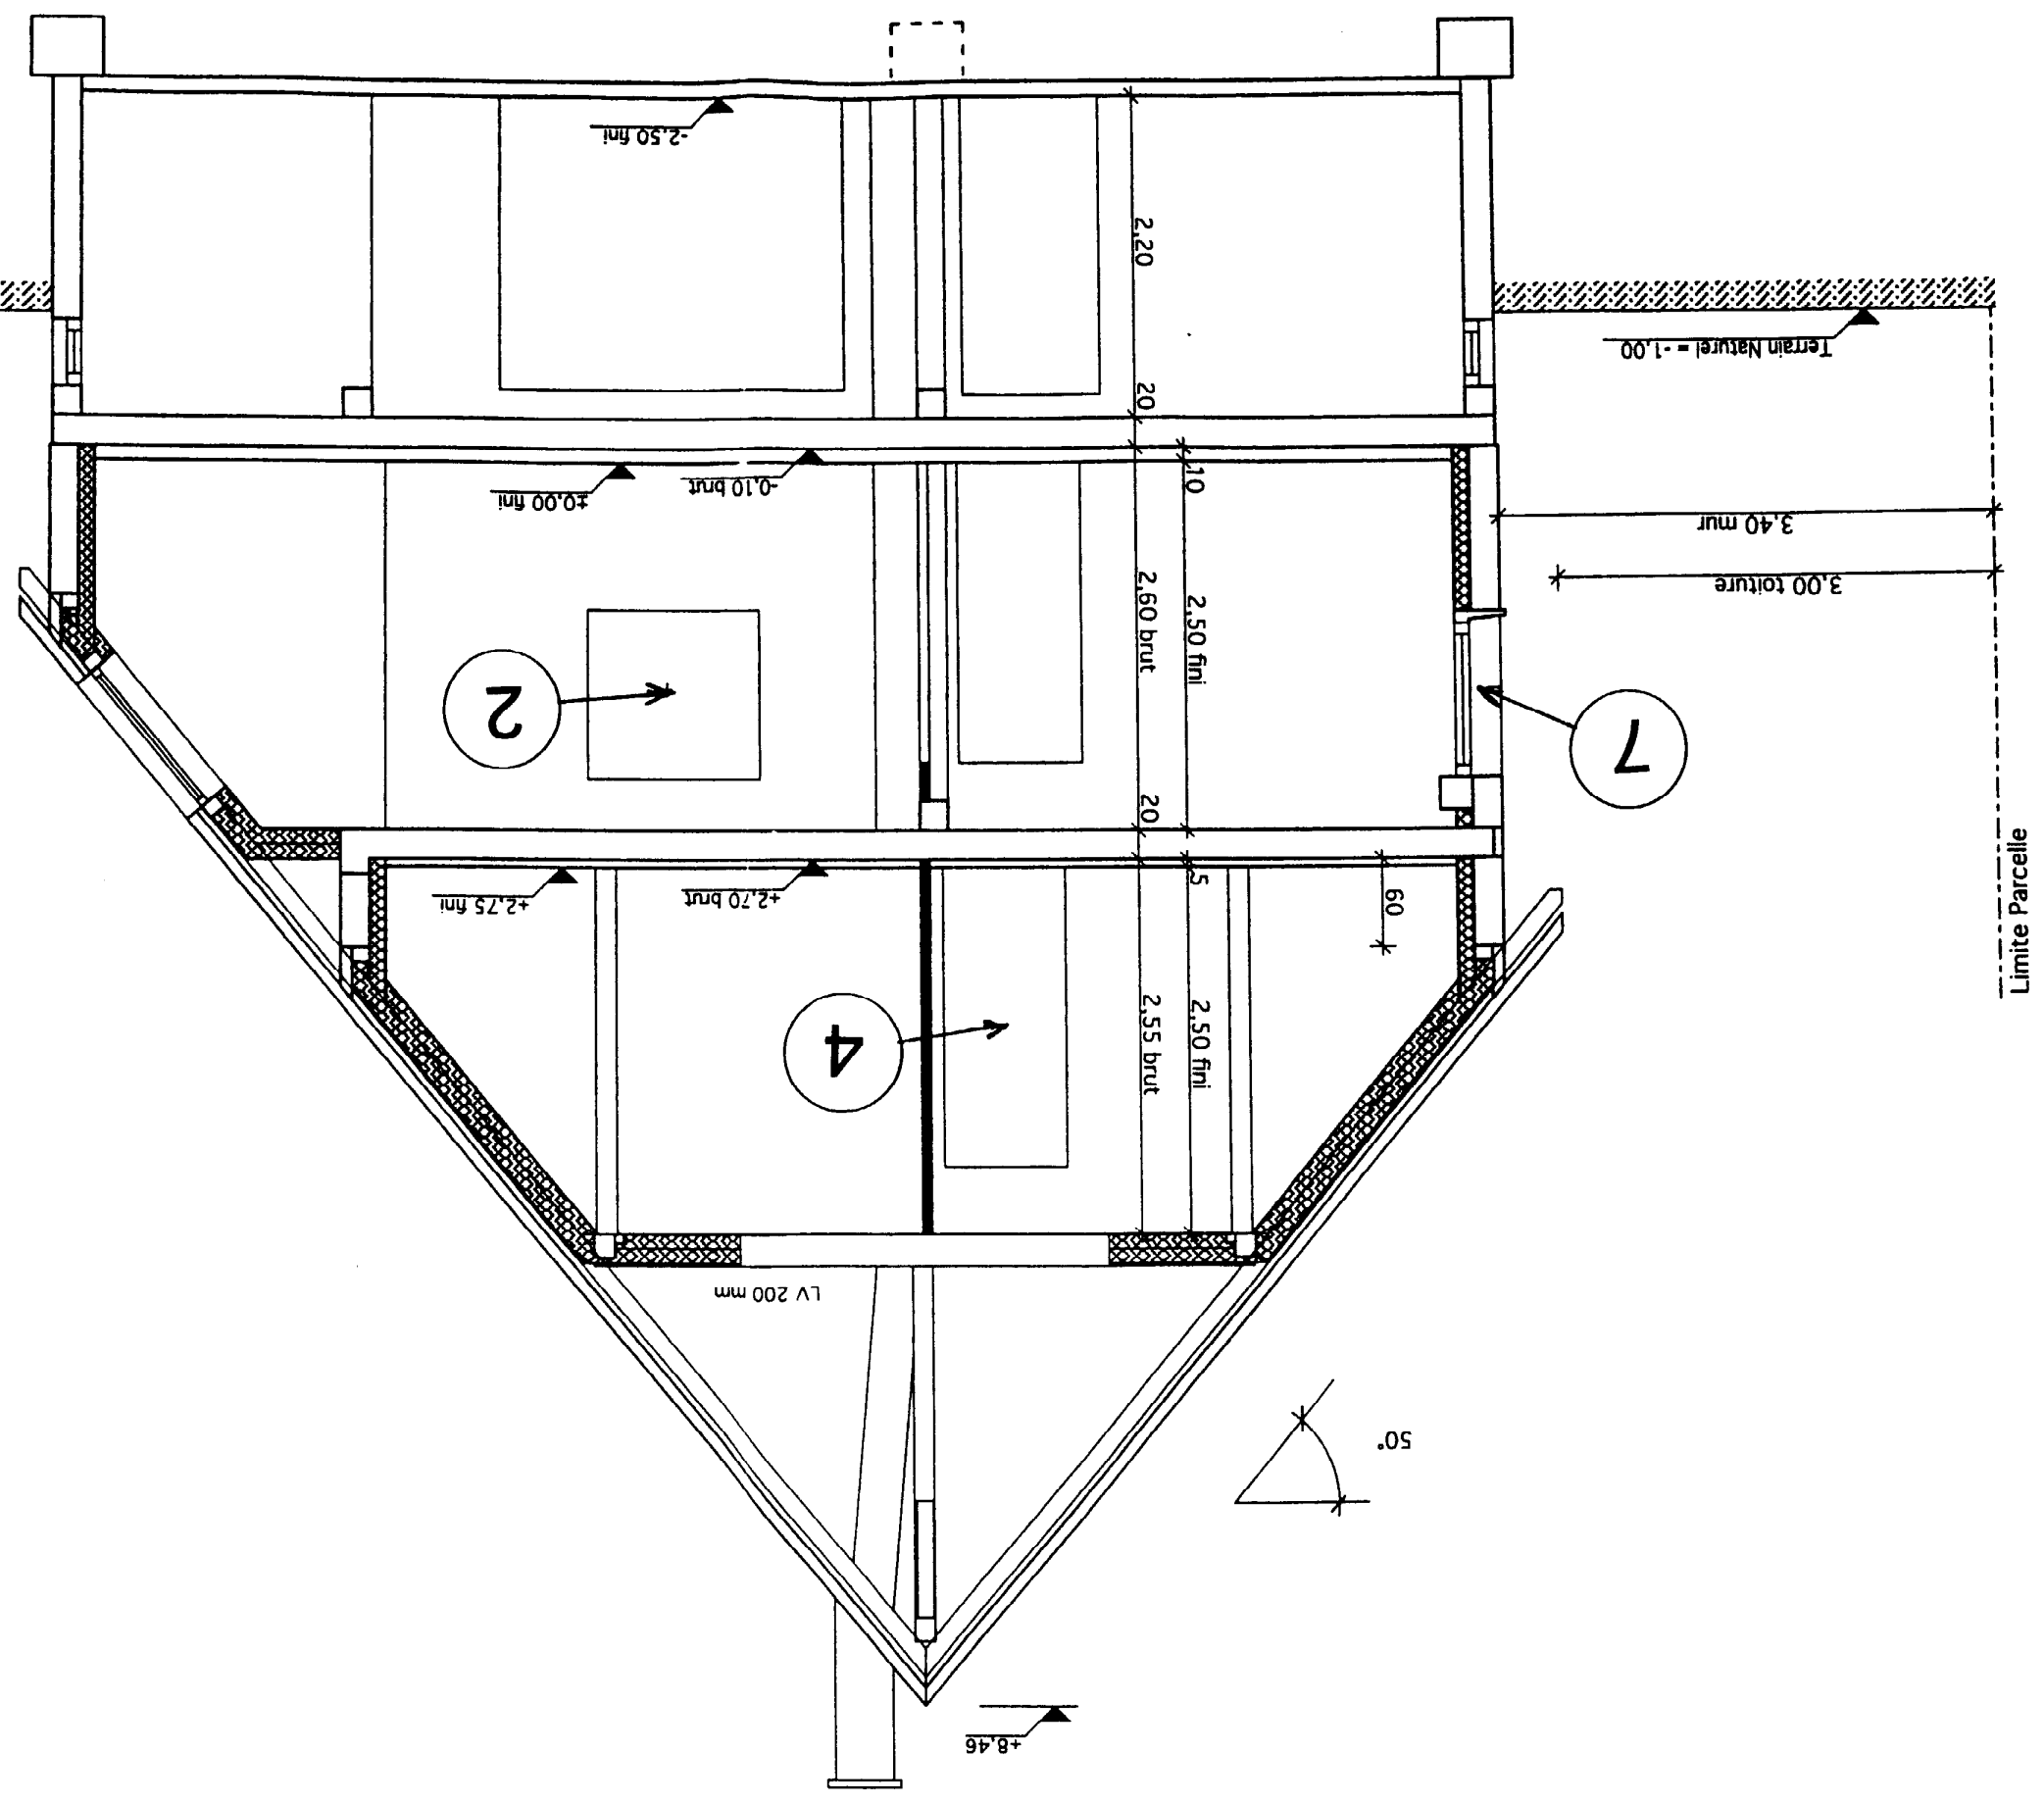 +8,46
50°
LV 200 mm
4
2,50 fini
2,55 brut
60
5
+2,70 brut
+2,75 fini
20
7
2
2,50 fini
2,60 brut
3,00 toiture
3,40 mur
10
-0,10 brut
±0,00 fini
20
Terrain Naturel = -1,00
2,20
-2,50 fini
Limite Parcelle